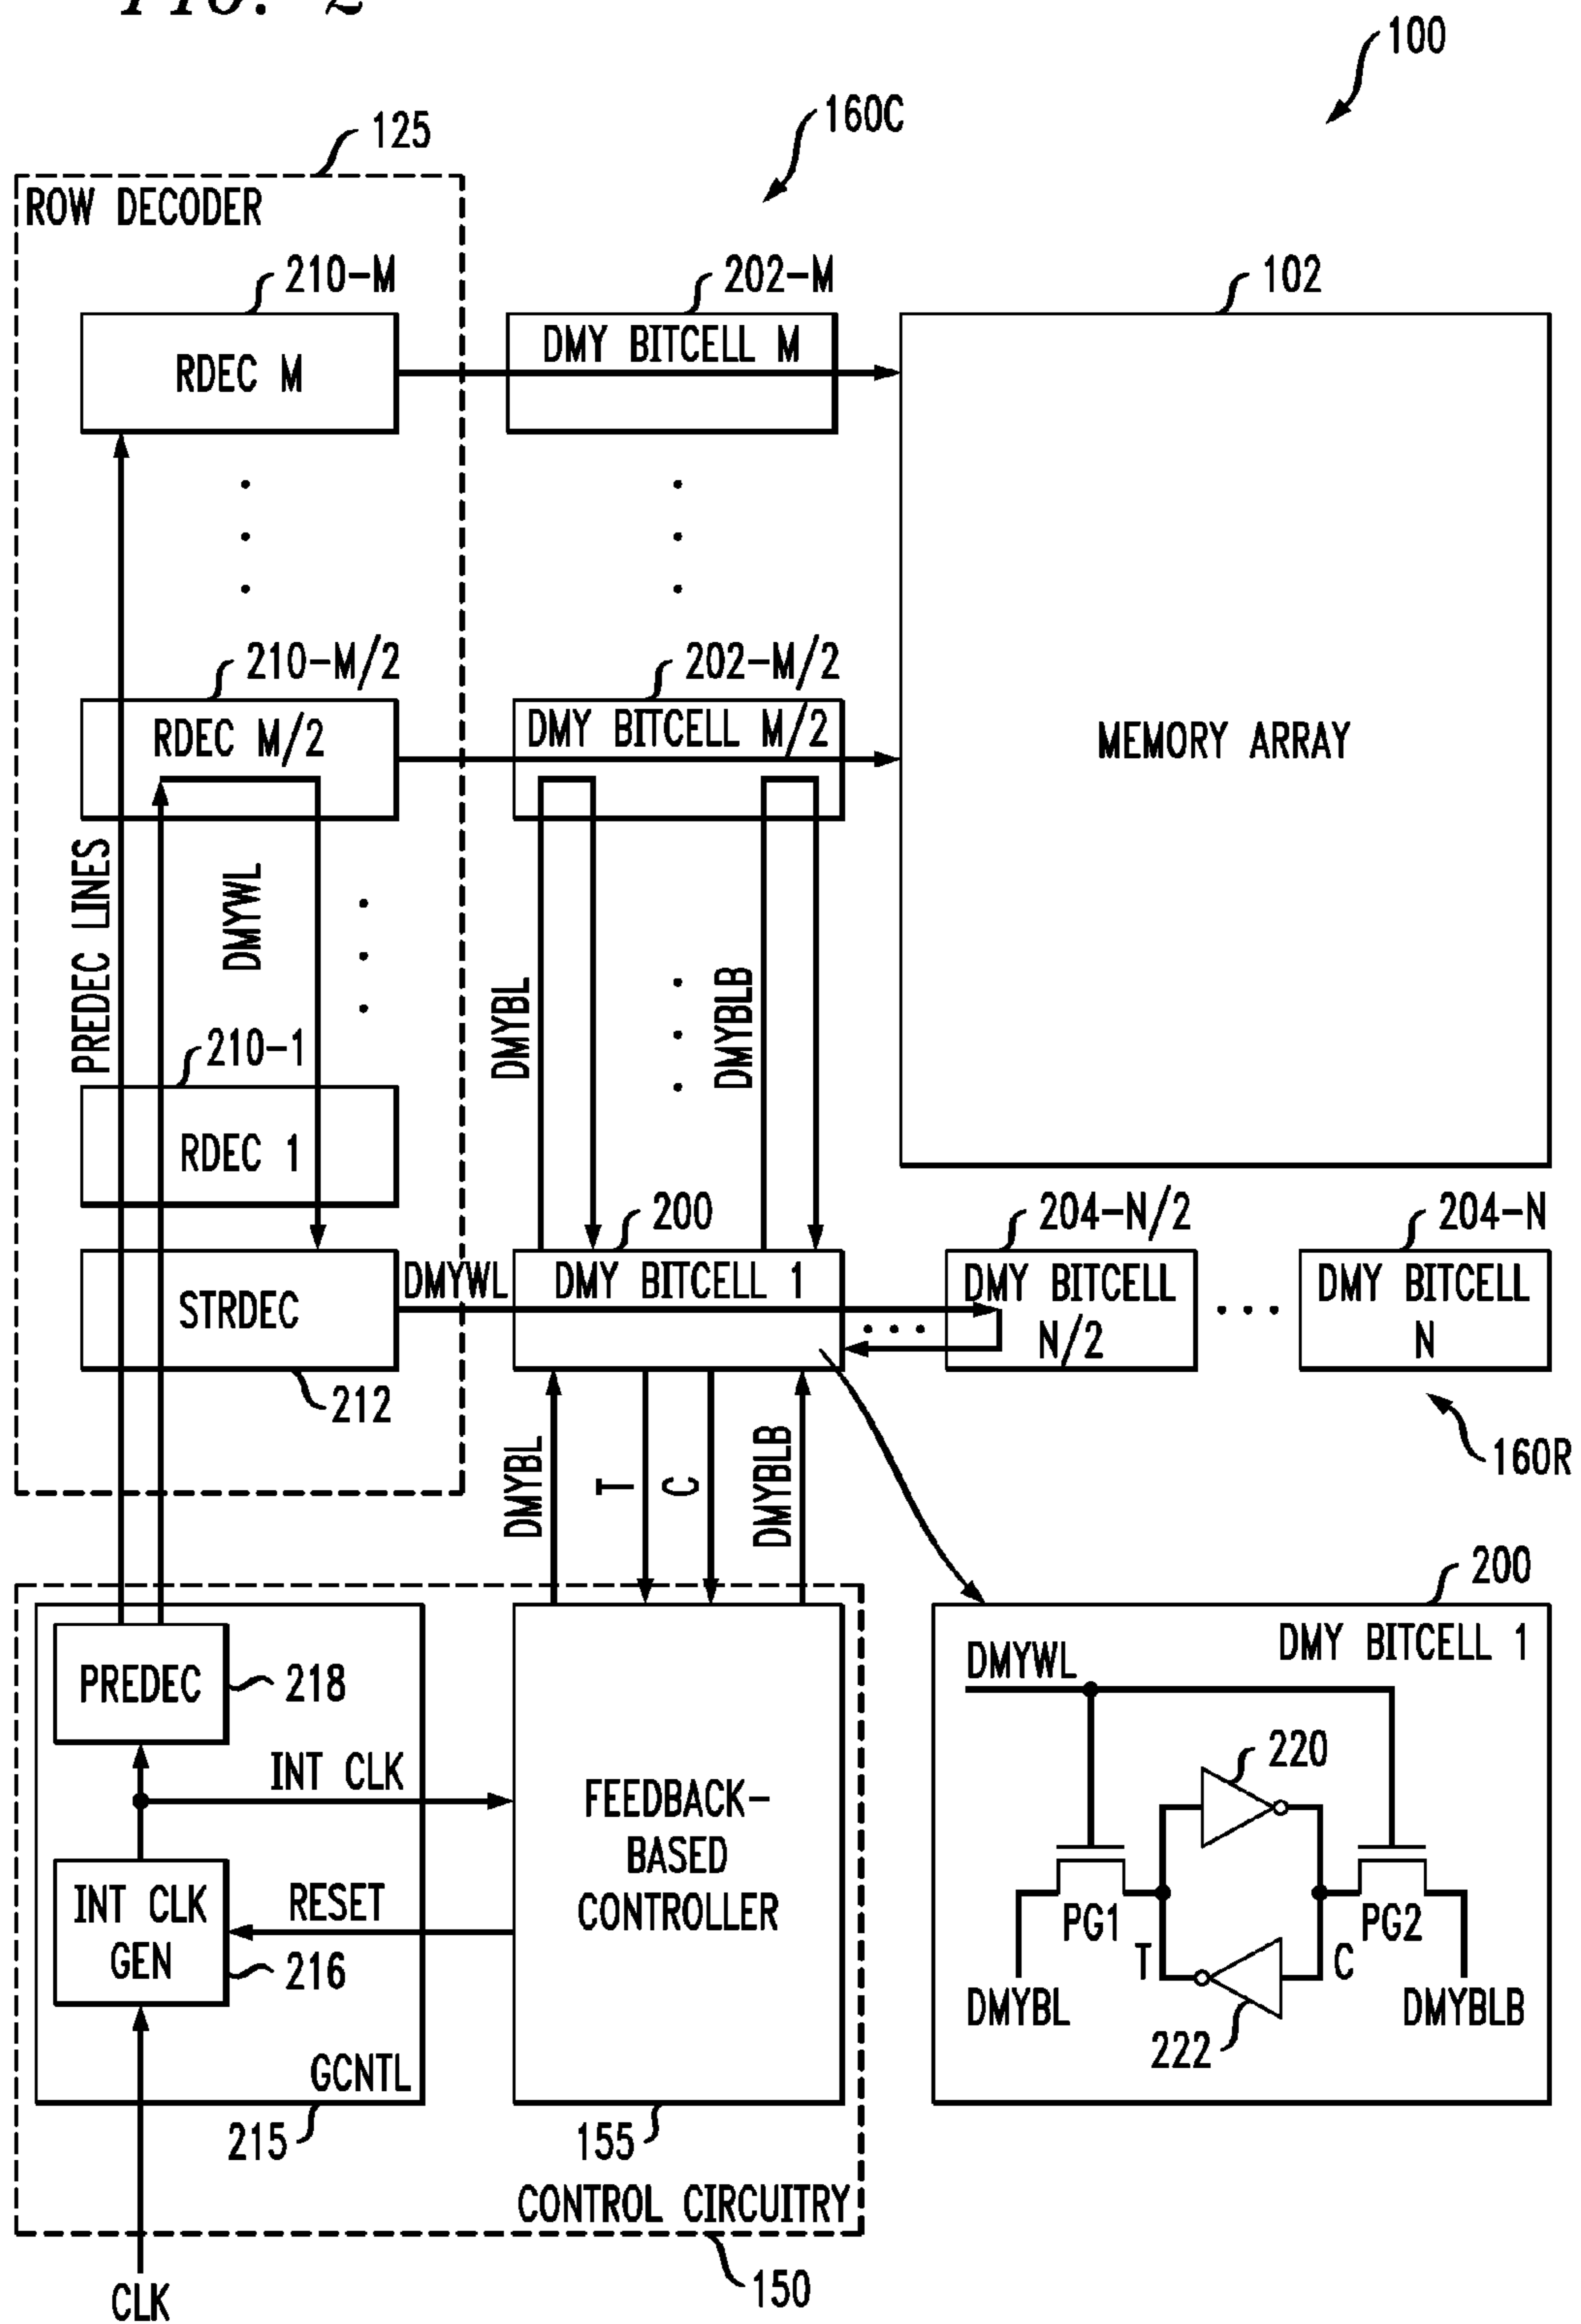 FIG. 2
100
160C
125
ROW DECODER
210-M
202-M
102
RDEC M
DMY BITCELL M
210-M/2
202-M/2
RDEC M/2
DMY BITCELL M/2
MEMORY ARRAY
PREDEC LINES
DMYWL
DMYBL
DMYBLB
210-1
RDEC 1
200
204-N/2
204-N
STRDEC
DMYWL
DMY BITCELL 1
DMY BITCELL
N/2
DMY BITCELL
N
212
160R
DMYBL
T
C
DMYBLB
200
PREDEC
218
INT CLK
INT CLK
GEN
216
RESET
FEEDBACK-
BASED
CONTROLLER
GCNTL
215
155
CONTROL CIRCUITRY
150
CLK
DMY BITCELL 1
DMYWL
220
PG1
PG2
T
C
DMYBL
DMYBLB
222